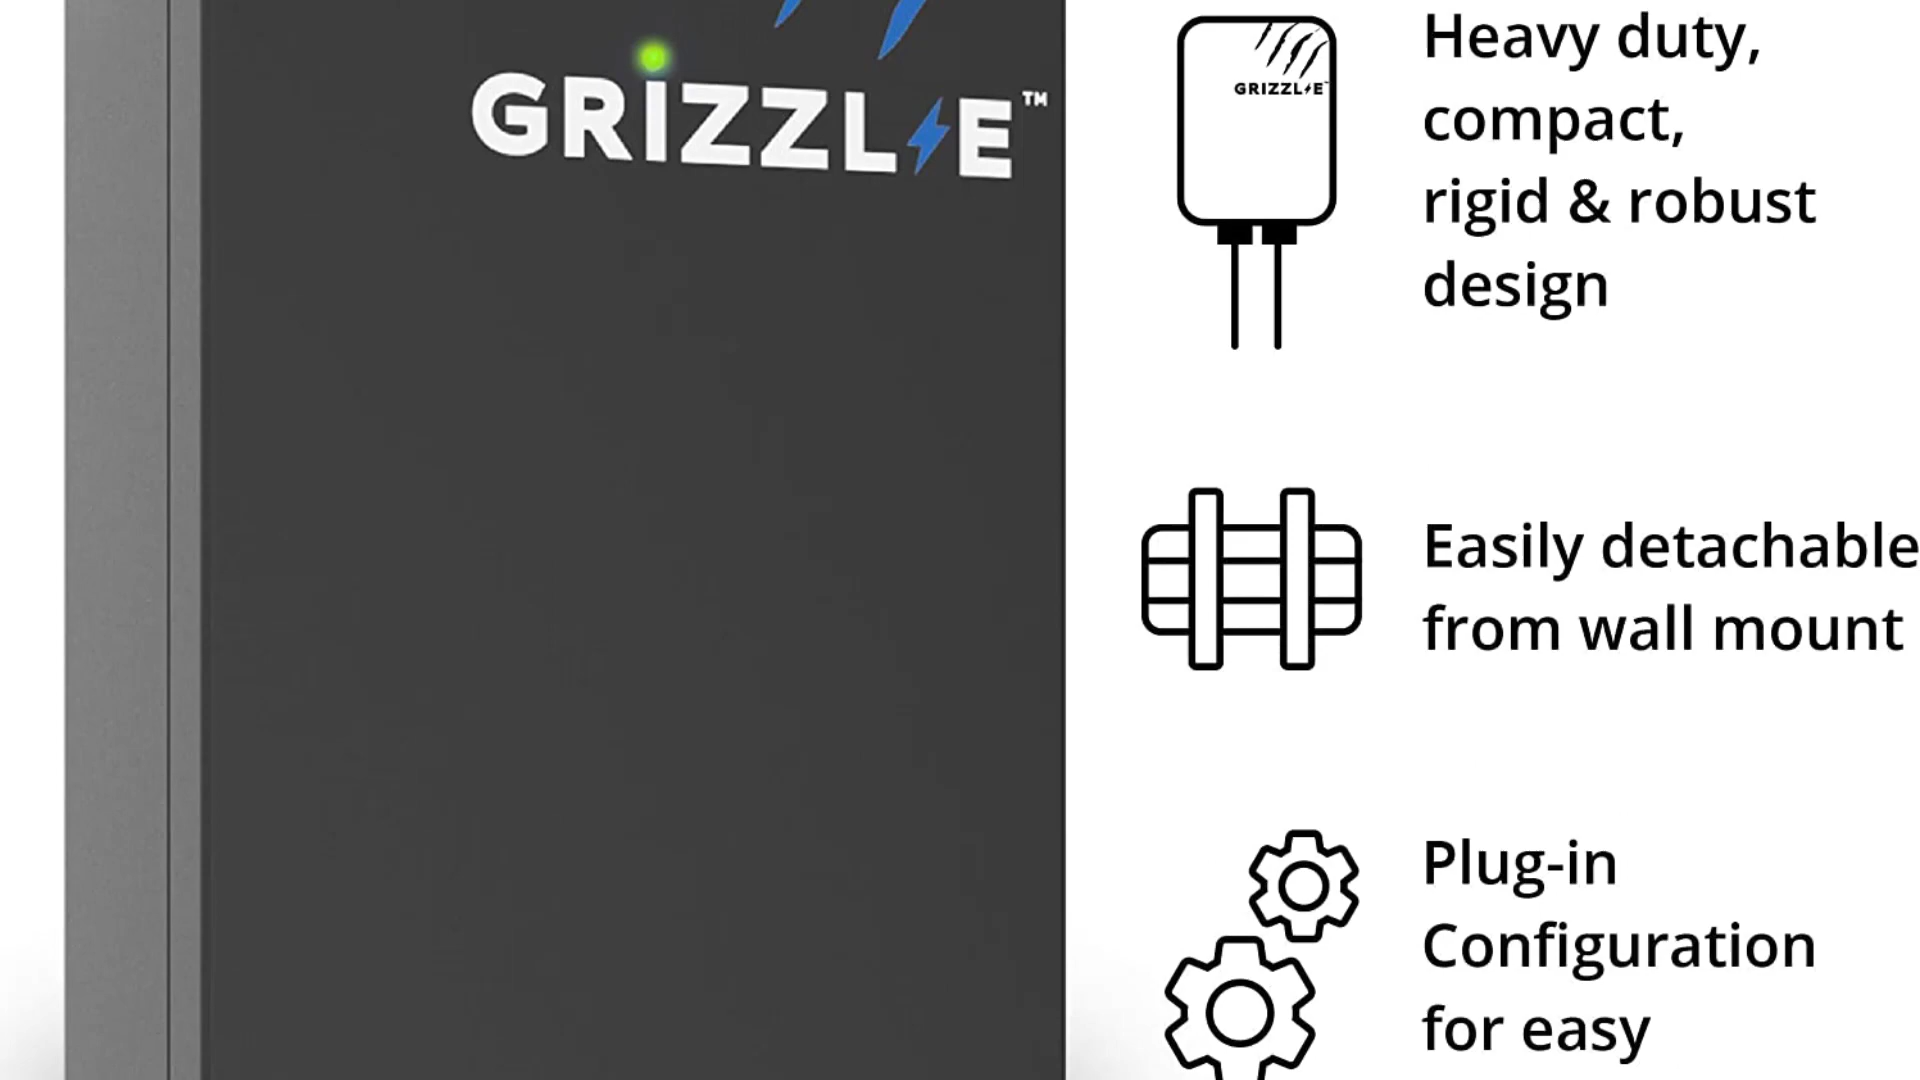 GRIZZL E™
Heavy duty,
compact,
rigid & robust
design
GRIZZL E™
Easily detachable
from wall mount
Plug-in
Configuration
for easy